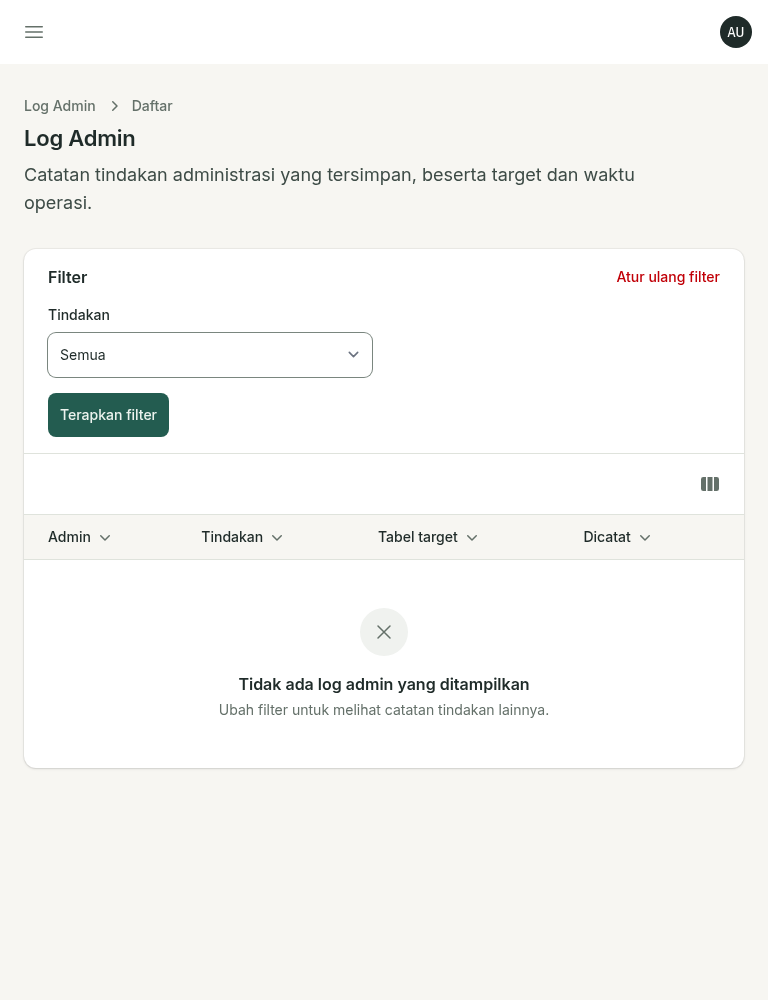 AU
Log Admin
Daftar
Log Admin
Catatan tindakan administrasi yang tersimpan, beserta target dan waktu
operasi.
Filter
Atur ulang filter
Tindakan
Semua
Terapkan filter
Admin
Tindakan
Tabel target
Dicatat
Tidak ada log admin yang ditampilkan
Ubah filter untuk melihat catatan tindakan lainnya.